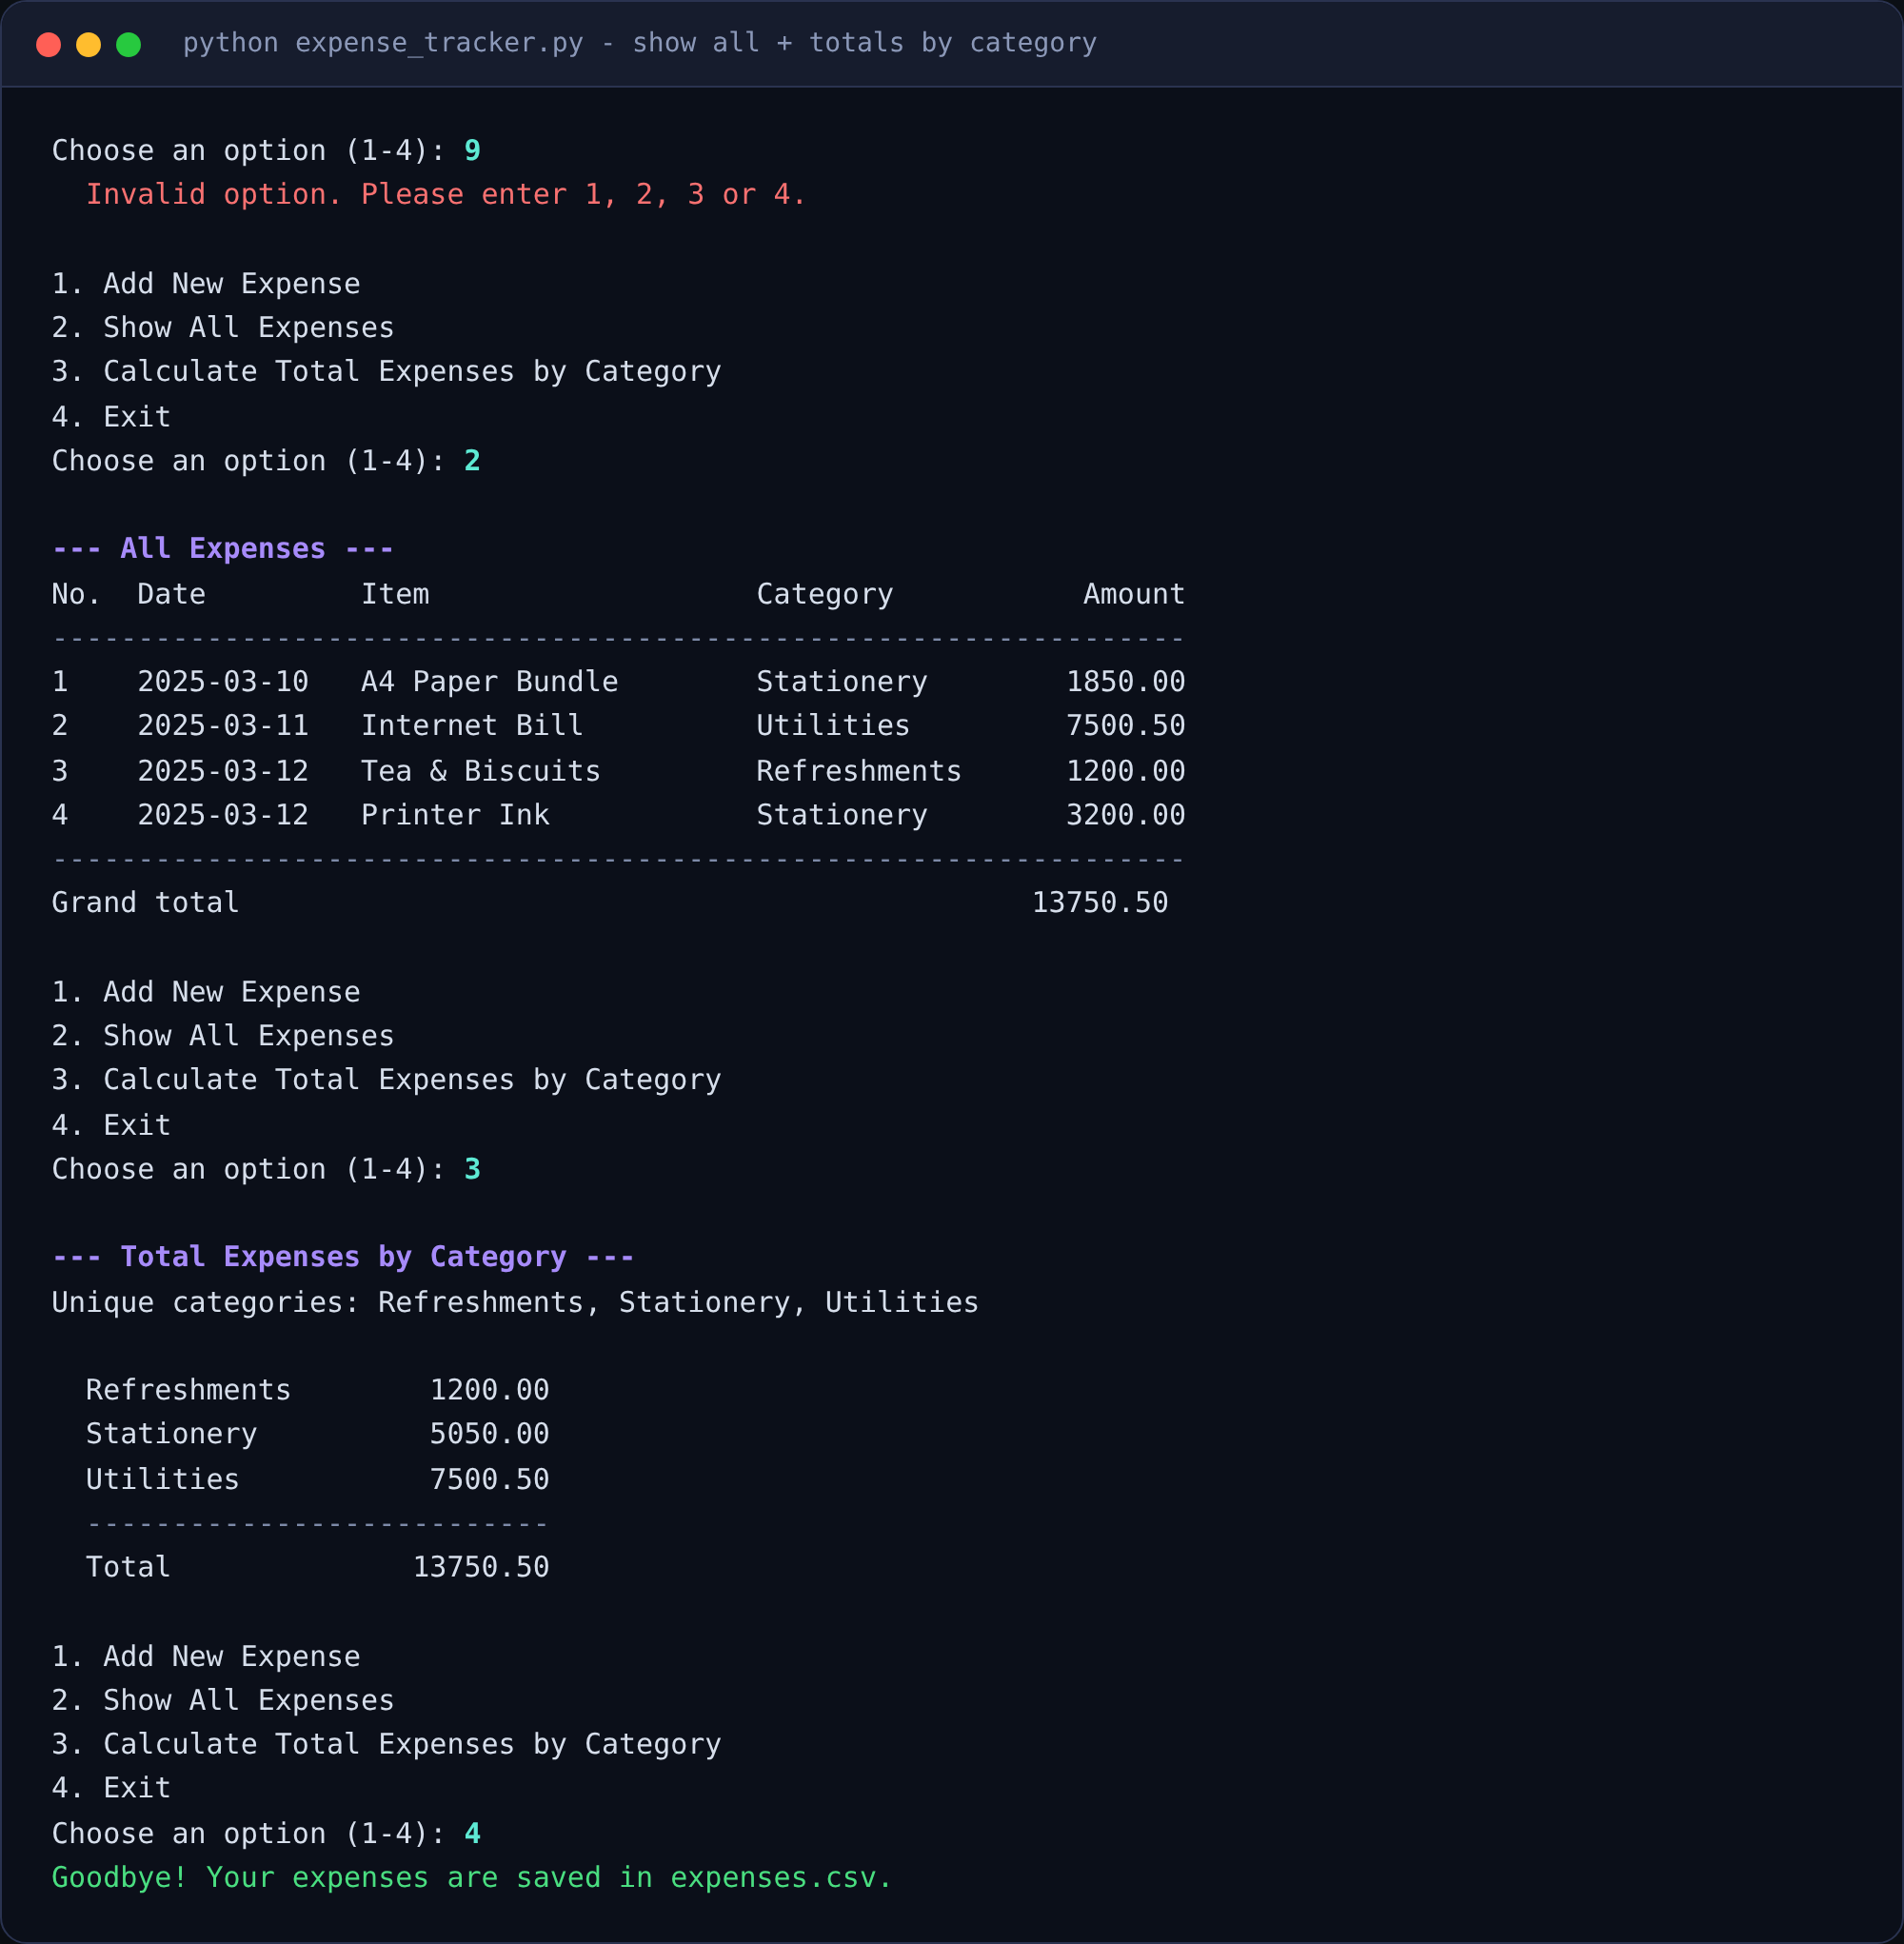 python expense_tracker.py - show all + totals by category
Choose an option (1-4): 9
  Invalid option. Please enter 1, 2, 3 or 4.

1. Add New Expense
2. Show All Expenses
3. Calculate Total Expenses by Category
4. Exit
Choose an option (1-4): 2

--- All Expenses ---
No.  Date         Item                   Category           Amount
------------------------------------------------------------------
1    2025-03-10   A4 Paper Bundle        Stationery        1850.00
2    2025-03-11   Internet Bill          Utilities         7500.50
3    2025-03-12   Tea & Biscuits         Refreshments      1200.00
4    2025-03-12   Printer Ink            Stationery        3200.00
------------------------------------------------------------------
Grand total                                              13750.50

1. Add New Expense
2. Show All Expenses
3. Calculate Total Expenses by Category
4. Exit
Choose an option (1-4): 3

--- Total Expenses by Category ---
Unique categories: Refreshments, Stationery, Utilities

  Refreshments        1200.00
  Stationery          5050.00
  Utilities           7500.50
  ---------------------------
  Total              13750.50

1. Add New Expense
2. Show All Expenses
3. Calculate Total Expenses by Category
4. Exit
Choose an option (1-4): 4
Goodbye! Your expenses are saved in expenses.csv.